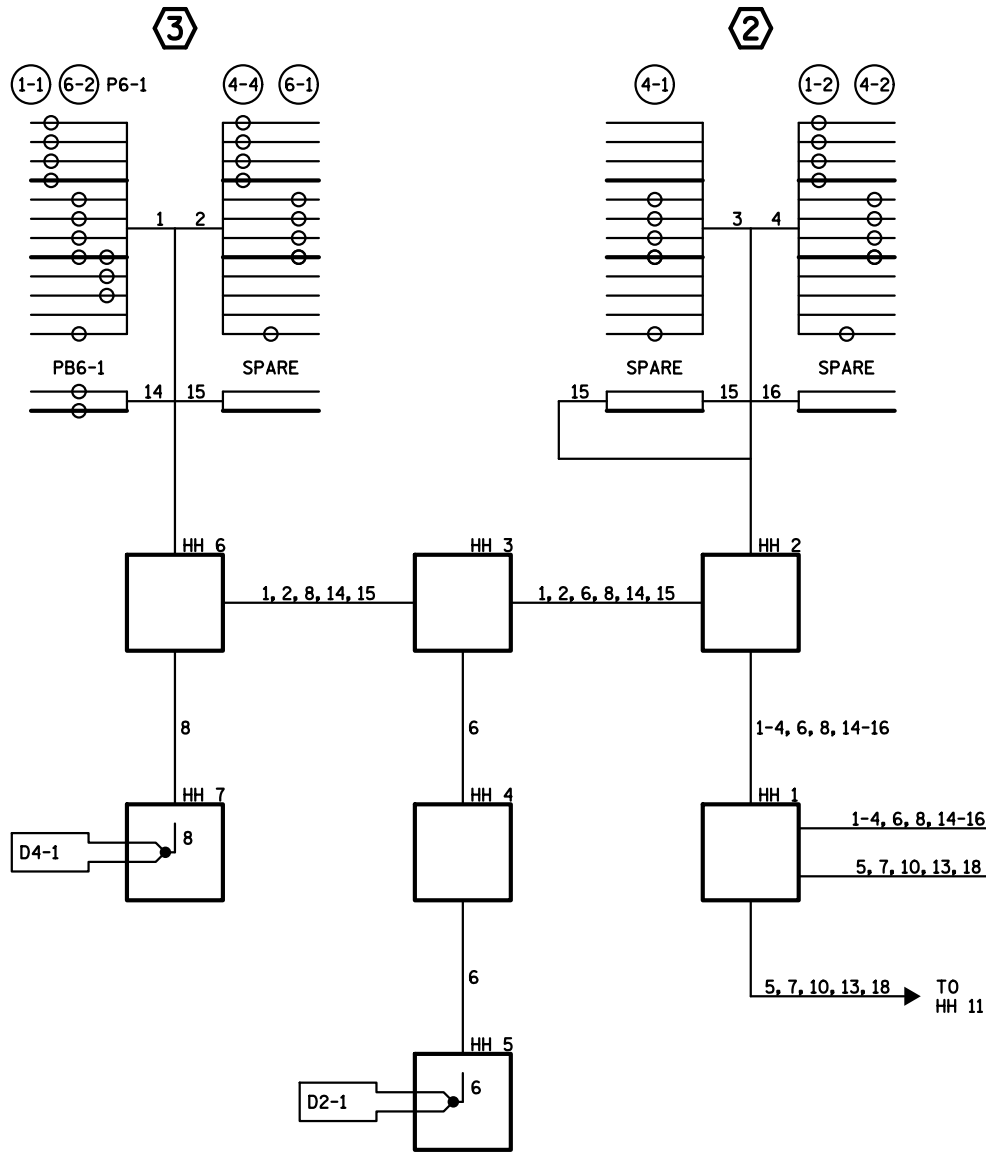 3
2
1-1 6-2 P6-1
4-4 6-1
4-1
1-2 4-2
1 2
3 4
PB6-1
SPARE
SPARE
SPARE
14 15
15 15 16
HH 6
HH 3
HH 2
1, 2, 8, 14, 15
1, 2, 6, 8, 14, 15
8
6
1-4, 6, 8, 14-16
HH 7
HH 4
HH 1
1-4, 6, 8, 14-16
8
D4-1
5, 7, 10, 13, 18
6
5, 7, 10, 13, 18
TO
HH 11
HH 5
6
D2-1